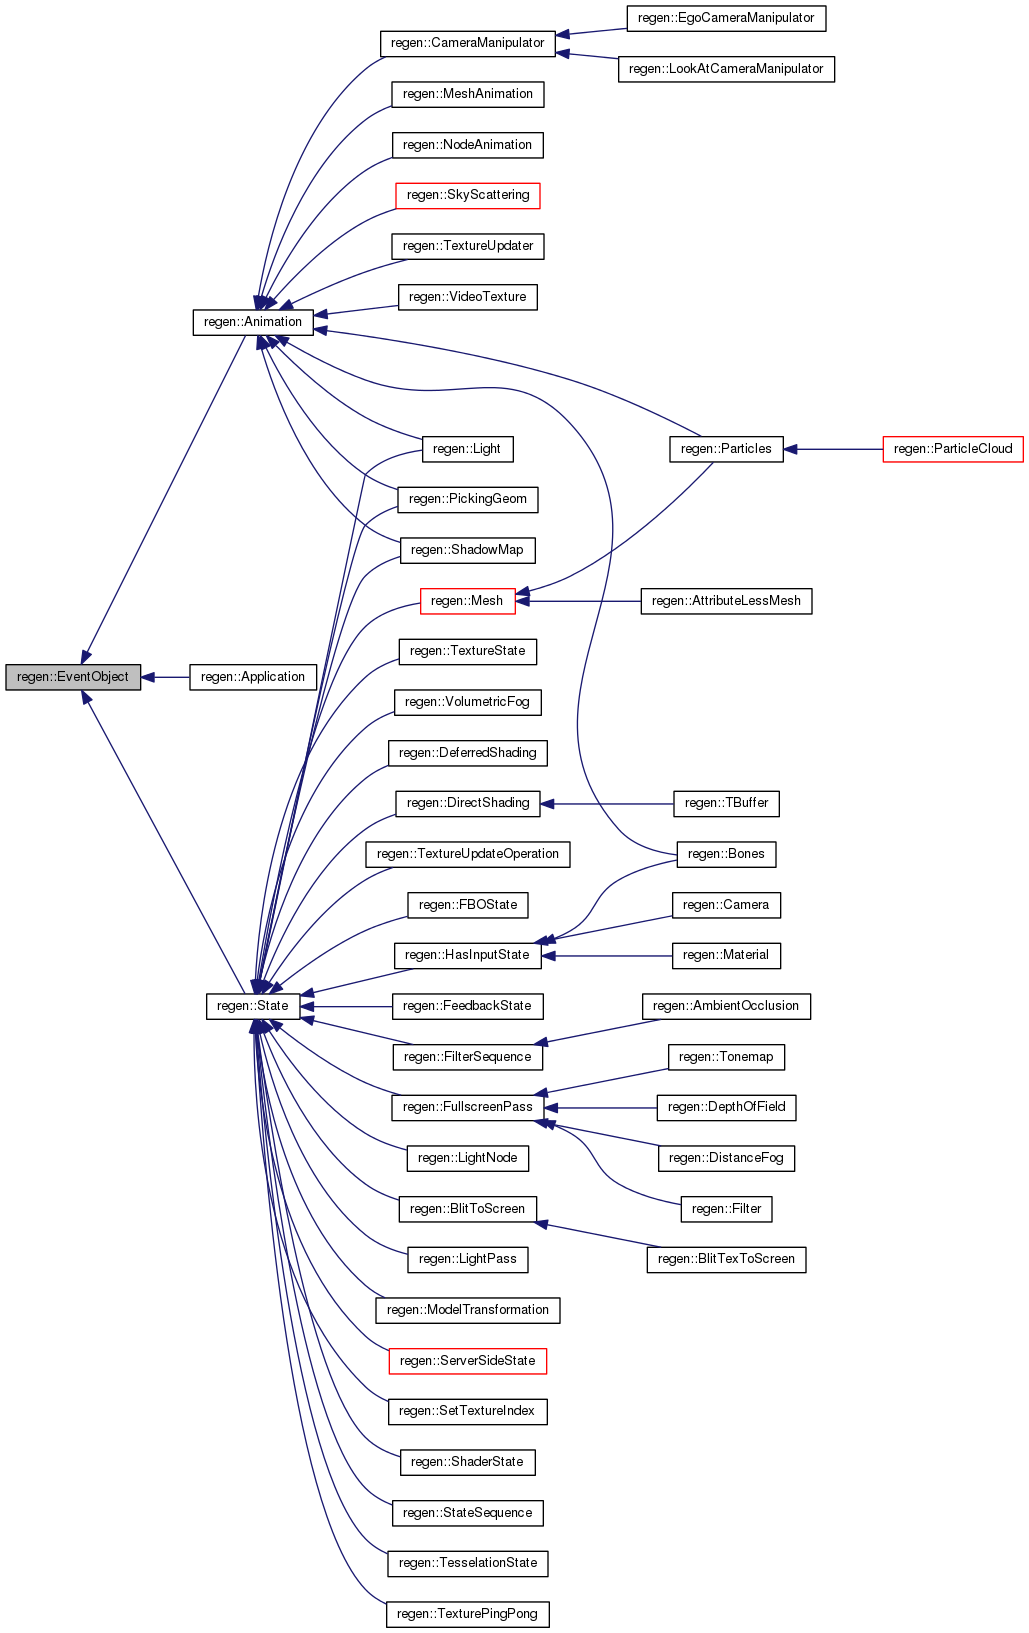 regen::EgoCameraManipulator
regen::CameraManipulator
regen::LookAtCameraManipulator
regen::MeshAnimation
regen::NodeAnimation
regen::SkyScattering
regen::TextureUpdater
regen::VideoTexture
regen::Animation
regen::Light
regen::Particles
regen::ParticleCloud
regen::PickingGeom
regen::ShadowMap
regen::Mesh
regen::AttributeLessMesh
regen::TextureState
regen::EventObject
regen::Application
regen::VolumetricFog
regen::DeferredShading
regen::DirectShading
regen::TBuffer
regen::TextureUpdateOperation
regen::Bones
regen::FBOState
regen::Camera
regen::HasInputState
regen::Material
regen::State
regen::FeedbackState
regen::AmbientOcclusion
regen::FilterSequence
regen::Tonemap
regen::FullscreenPass
regen::DepthOfField
regen::LightNode
regen::DistanceFog
regen::BlitToScreen
regen::Filter
regen::LightPass
regen::BlitTexToScreen
regen::ModelTransformation
regen::ServerSideState
regen::SetTextureIndex
regen::ShaderState
regen::StateSequence
regen::TesselationState
regen::TexturePingPong